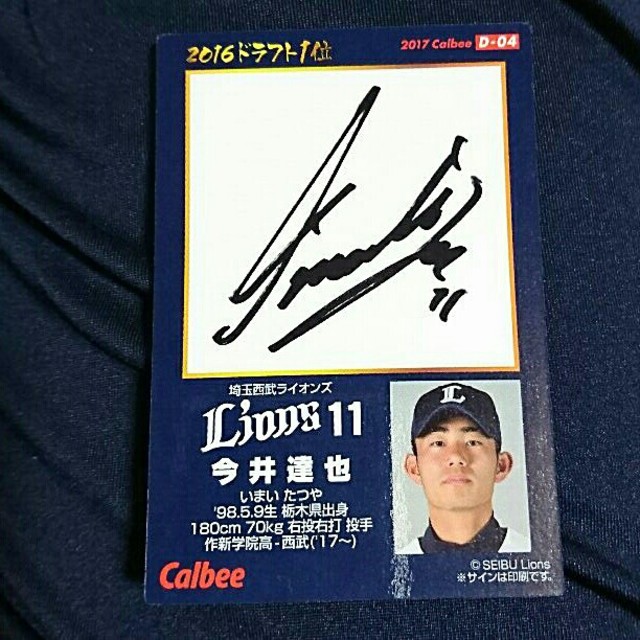 2016ドラフト1位
2017 Calbee D-04
11
埼玉西武ライオンズ
Lions 11
今井達也
いまい たつや
'98.5.9生 栃木県出身
180cm 70kg 右投右打 投手
作新学院高-西武('17〜)
L
Calbee
© SEIBU Lions
※サインは印刷です。